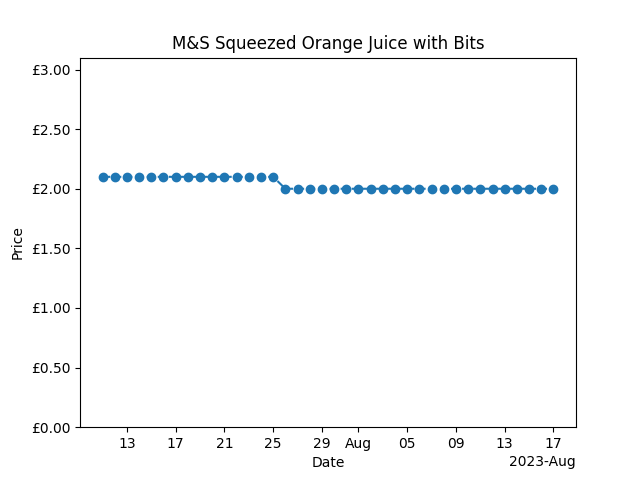 M&S Squeezed Orange Juice with Bits
£3.00
£2.50
£2.00
£1.50
£1.00
£0.50
£0.00
Price
13 17 21 25 29 Aug 05 09 13 17
Date
2023-Aug